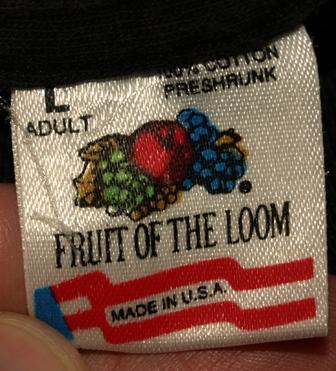 L
ADULT
100% COTTON
PRESHRUNK
FRUIT OF THE LOOM
MADE IN U.S.A.